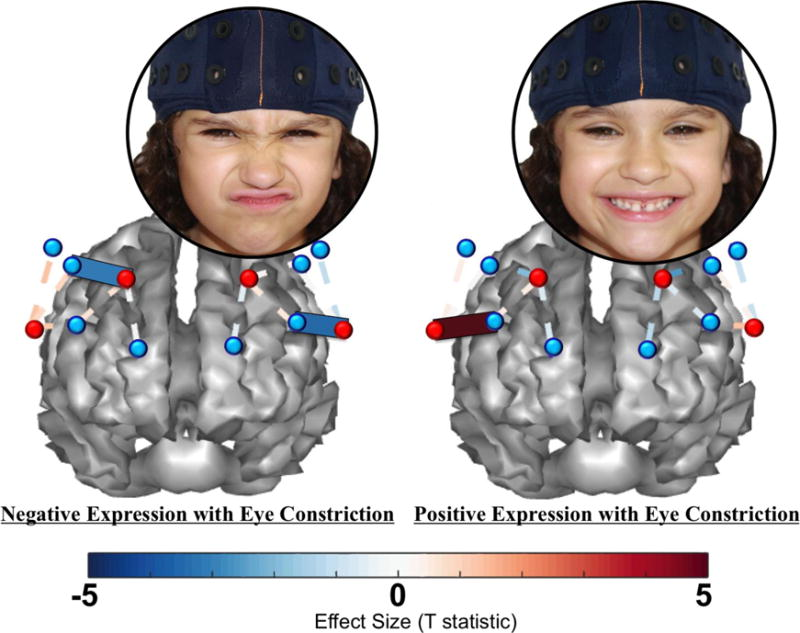 Negative Expression with Eye Constriction
Positive Expression with Eye Constriction
-5
0
5
Effect Size (T statistic)